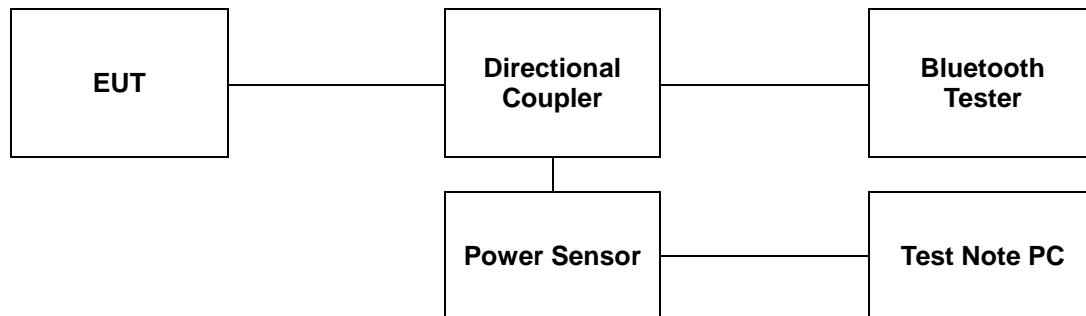 EUT
Directional
Coupler
Bluetooth
Tester
Power Sensor
Test Note PC